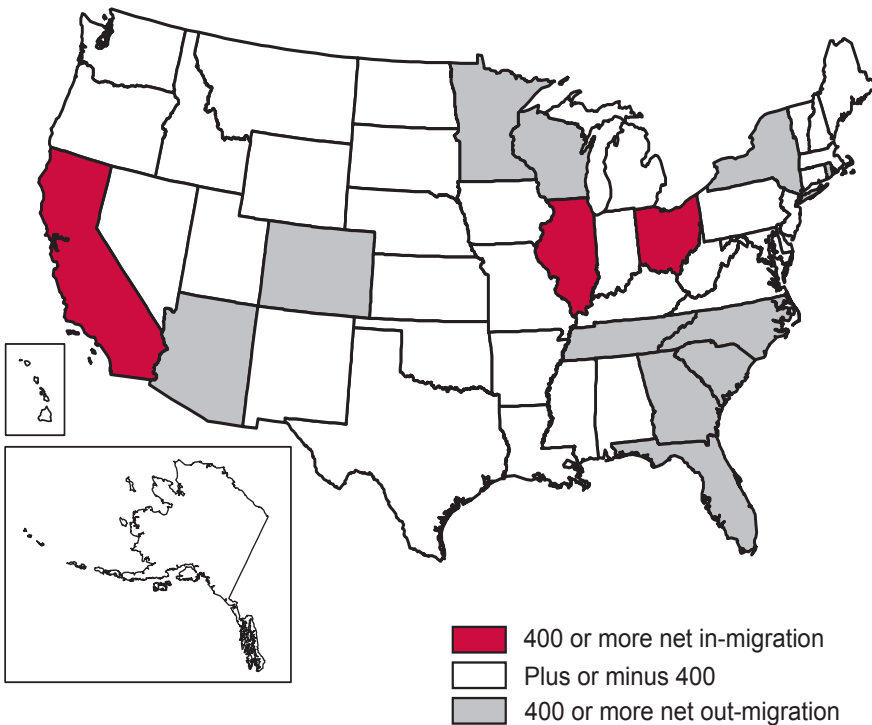 400 or more net in-migration
Plus or minus 400
400 or more net out-migration